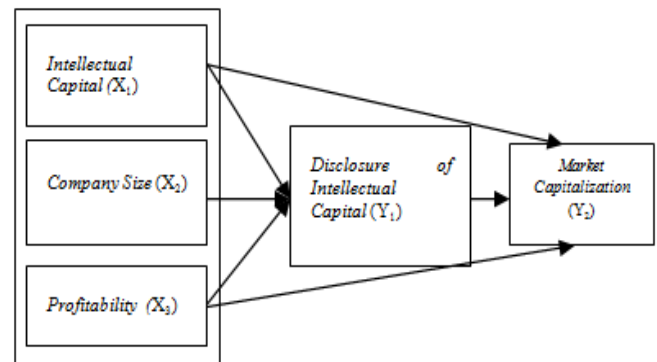 Intellectual
Capital (X₁)
Company Size (X₂)
Profitability (X₃)
Disclosure of
Intellectual
Capital (Y₁)
Market
Capitalization
(Y₂)